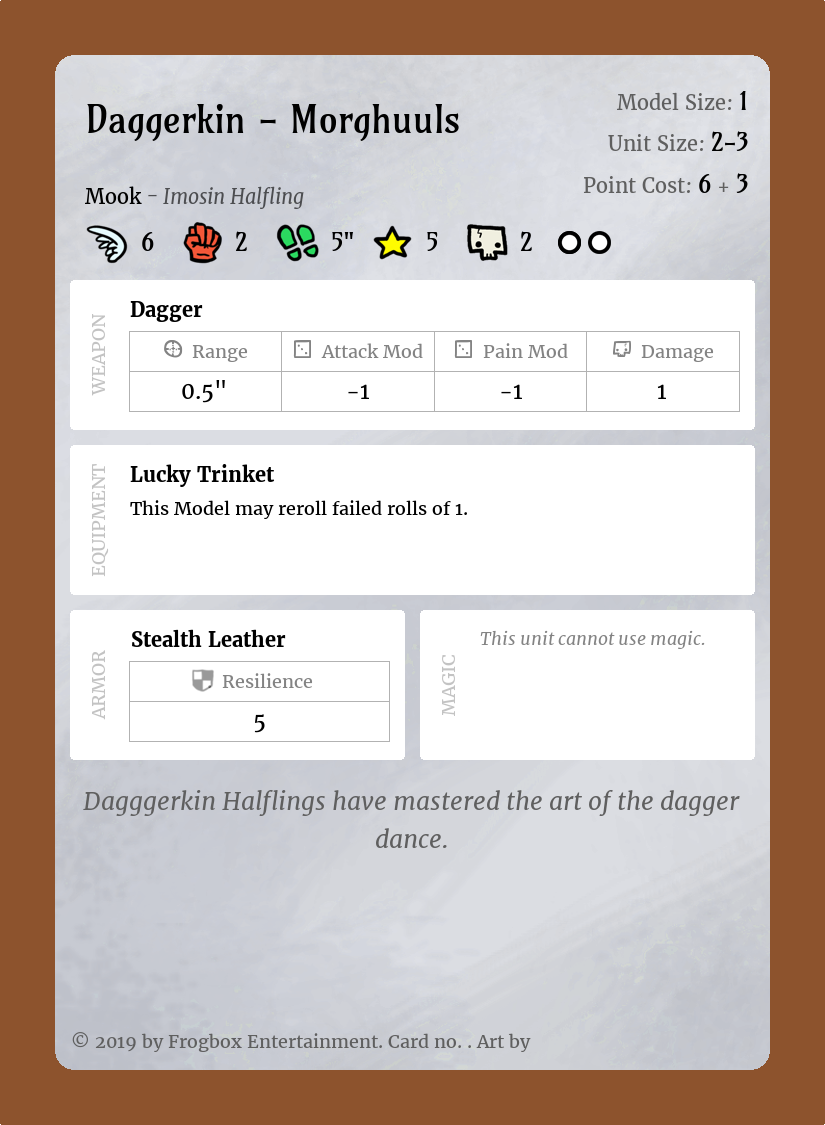 Daggerkin – Morghuuls
Model Size: 1
Unit Size: 2–3
Point Cost: 6 + 3
Mook – Imosin Halfling
6 2 5" 5 2
WEAPON
Dagger
Range Attack Mod Pain Mod Damage
0.5" -1 -1 1
EQUIPMENT
Lucky Trinket
This Model may reroll failed rolls of 1.
ARMOR
Stealth Leather
Resilience
5
MAGIC
This unit cannot use magic.
Dagggerkin Halflings have mastered the art of the dagger
dance.
© 2019 by Frogbox Entertainment. Card no. . Art by